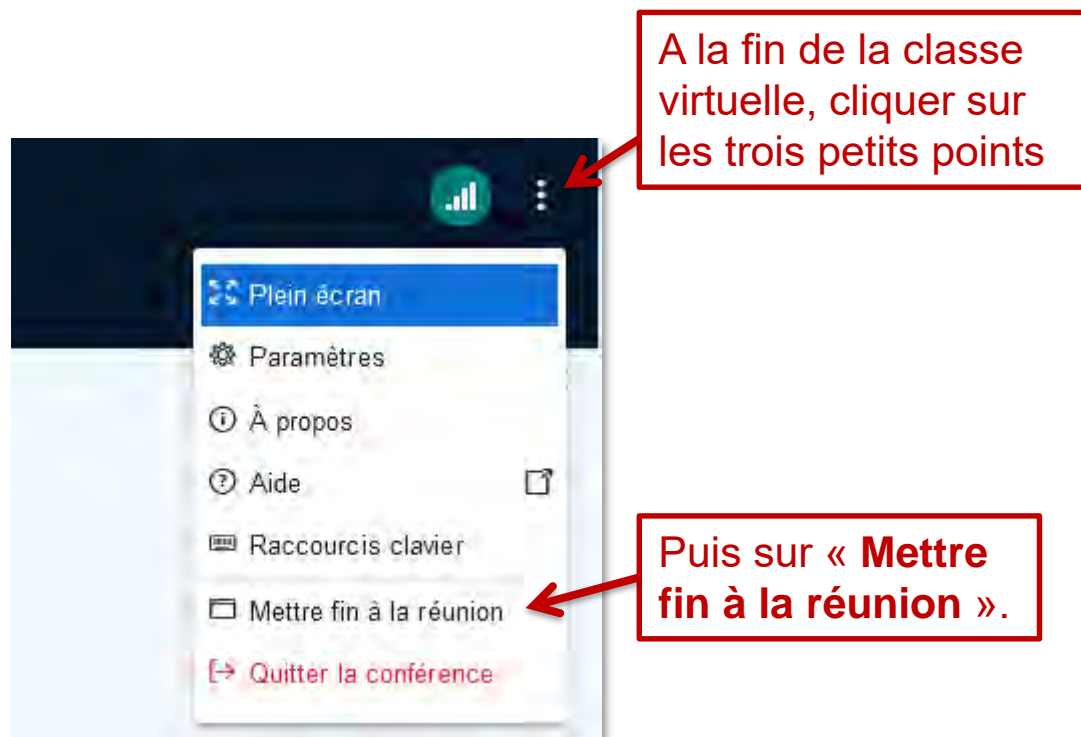 A la fin de la classe
virtuelle, cliquer sur
les trois petits points
Plein écran
Paramètres
À propos
Aide
Raccourcis clavier
Mettre fin à la réunion
Quitter la conférence
Puis sur « Mettre
fin à la réunion ».